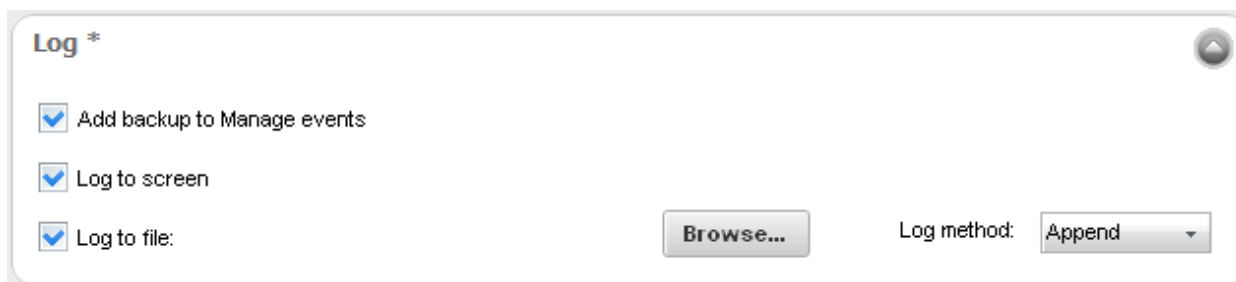 Log *
Add backup to Manage events
Log to screen
Log to file: Browse... Log method: Append